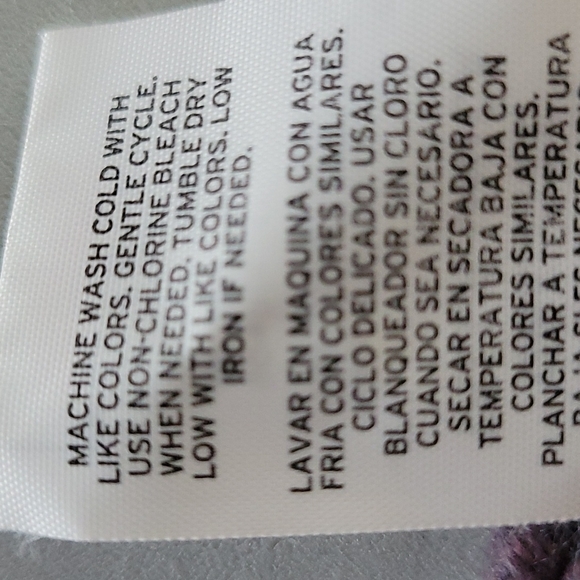 MACHINE WASH COLD WITH
LIKE COLORS. GENTLE CYCLE.
USE NON-CHLORINE BLEACH
WHEN NEEDED. TUMBLE DRY
LOW WITH LIKE COLORS. LOW
IRON IF NEEDED.
LAVAR EN MAQUINA CON AGUA
FRIA CON COLORES SIMILARES.
CICLO DELICADO. USAR
BLANQUEADOR SIN CLORO
CUANDO SEA NECESARIO.
SECAR EN SECADORA A
TEMPERATURA BAJA CON
COLORES SIMILARES.
PLANCHAR A TEMPERATURA